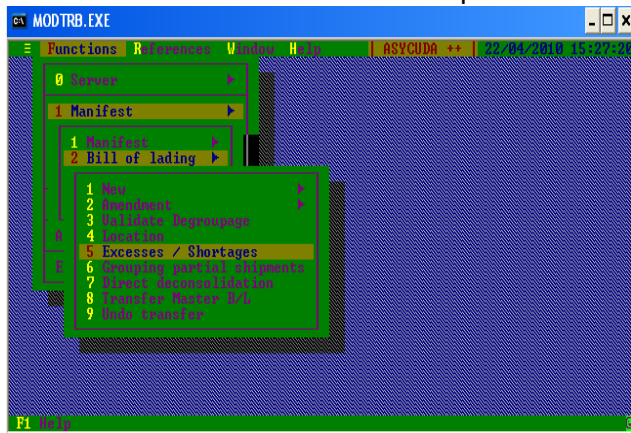 MODTRB.EXE
≡ Functions References Window Help | ASYCUDA ++ | 22/04/2010 15:27:20
0 Server
1 Manifest
1 Manifest
2 Bill of lading
1 New
2 Amendment
3 Validate Degroupage
4 Location
5 Excesses / Shortages
6 Grouping partial shipments
7 Direct deconsolidation
8 Transfer Master B/L
9 Undo transfer
A
E
F1 Help